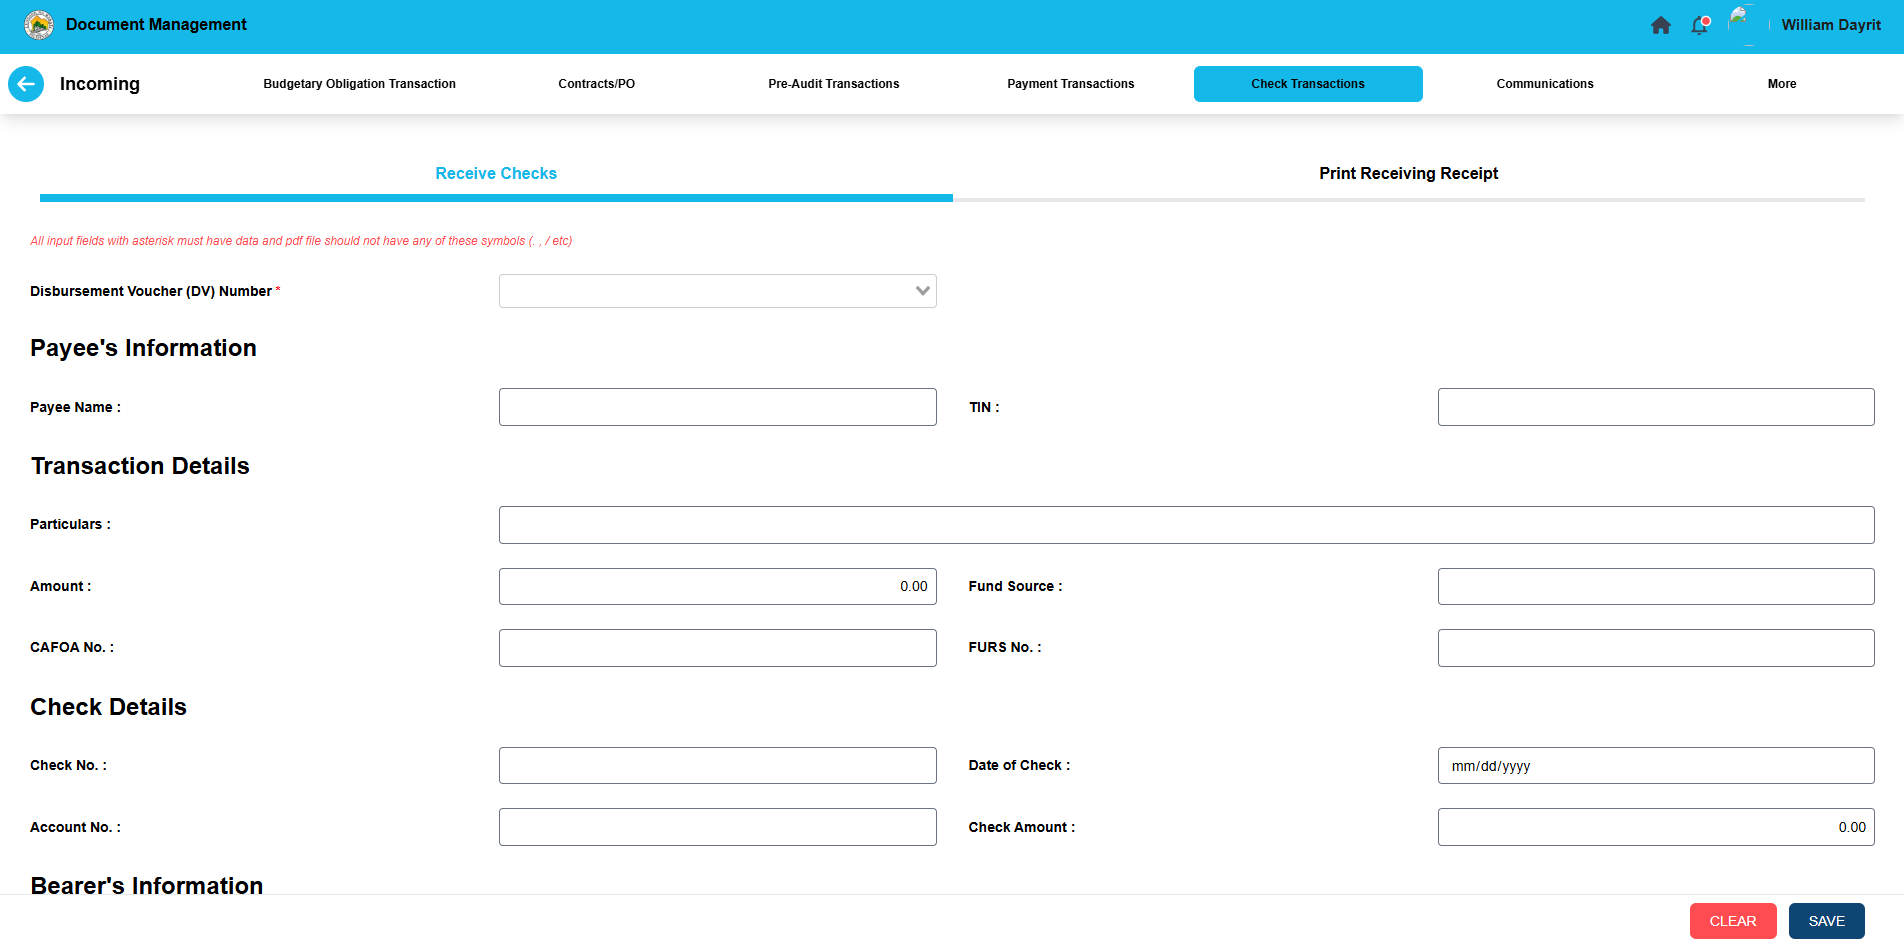 Document Management
William Dayrit
Incoming
Budgetary Obligation Transaction
Contracts/PO
Pre-Audit Transactions
Payment Transactions
Check Transactions
Communications
More
Receive Checks
Print Receiving Receipt
All input fields with asterisk must have data and pdf file should not have any of these symbols (. , / etc)
Disbursement Voucher (DV) Number *
Payee's Information
Payee Name :
TIN :
Transaction Details
Particulars :
Amount :
0.00
Fund Source :
CAFOA No. :
FURS No. :
Check Details
Check No. :
Date of Check :
mm/dd/yyyy
Account No. :
Check Amount :
0.00
Bearer's Information
CLEAR
SAVE